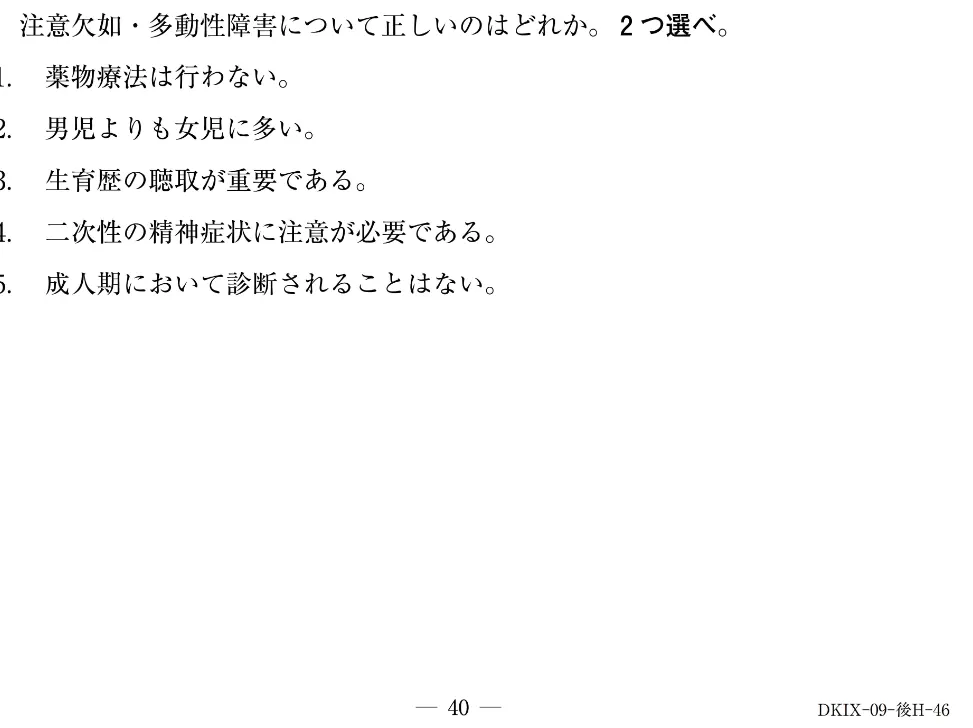 注意欠如・多動性障害について正しいのはどれか。2つ選べ。
1. 薬物療法は行わない。
2. 男児よりも女児に多い。
3. 生育歴の聴取が重要である。
4. 二次性の精神症状に注意が必要である。
5. 成人期において診断されることはない。
— 40 —
DKIX-09-後H-46